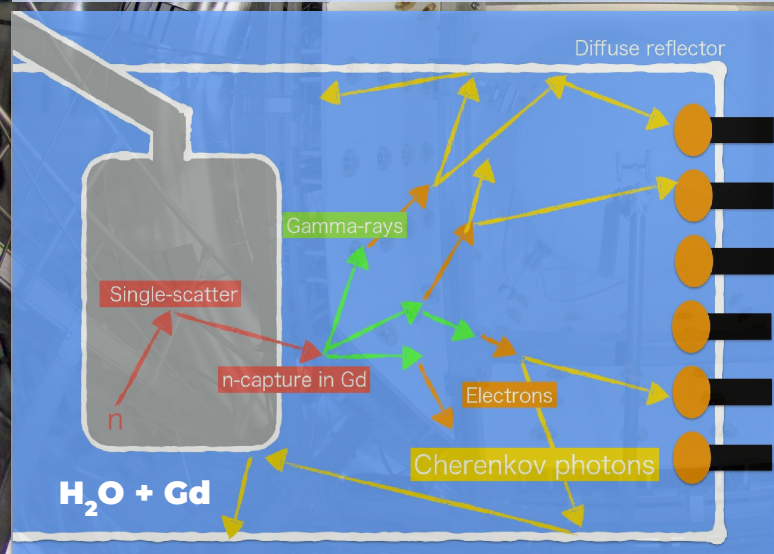 Diffuse reflector
Gamma-rays
Single-scatter
n-capture in Gd
n
Electrons
Cherenkov photons
H₂O + Gd